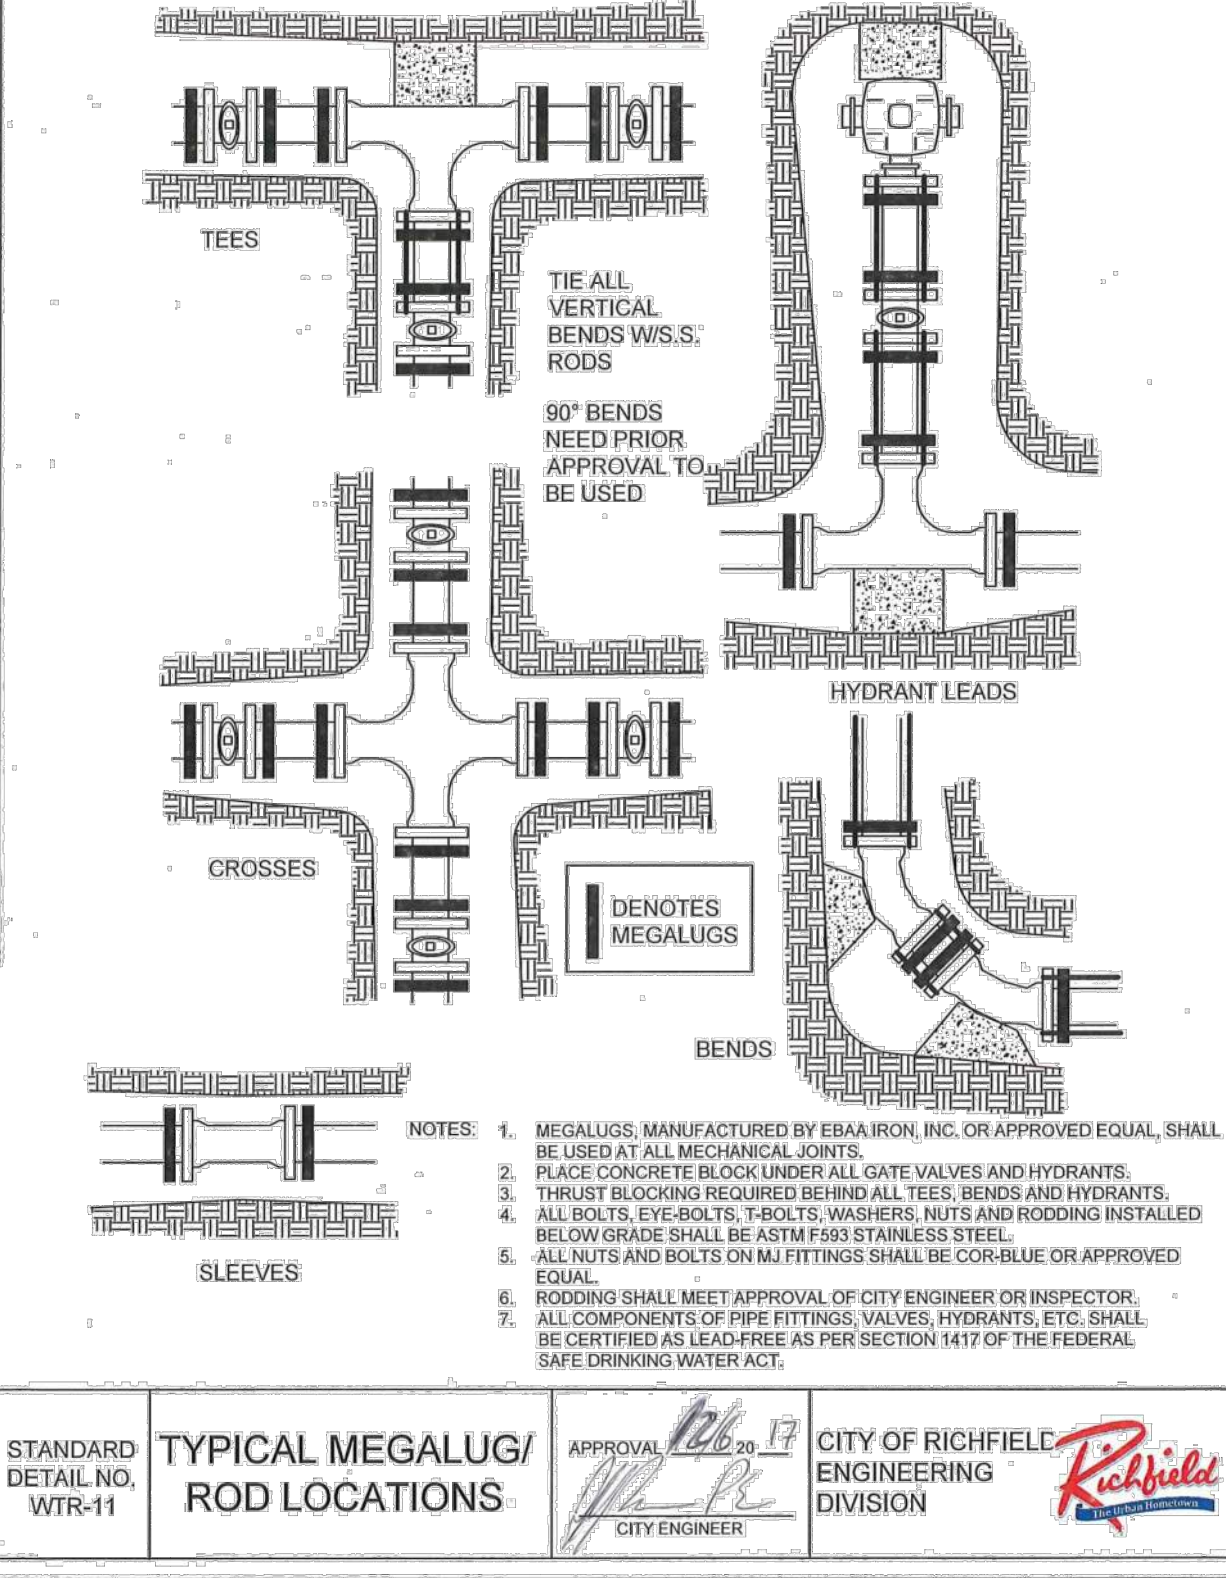 TEES
TIE ALL
VERTICAL
BENDS W/S.S.
RODS
90° BENDS
NEED PRIOR
APPROVAL TO
BE USED
HYDRANT LEADS
CROSSES
DENOTES
MEGALUGS
BENDS
SLEEVES
NOTES: 1. MEGALUGS, MANUFACTURED BY EBAA IRON, INC. OR APPROVED EQUAL, SHALL
BE USED AT ALL MECHANICAL JOINTS.
2. PLACE CONCRETE BLOCK UNDER ALL GATE VALVES AND HYDRANTS.
3. THRUST BLOCKING REQUIRED BEHIND ALL TEES, BENDS AND HYDRANTS.
4. ALL BOLTS, EYE-BOLTS, T-BOLTS, WASHERS, NUTS AND RODDING INSTALLED
BELOW GRADE SHALL BE ASTM F593 STAINLESS STEEL.
5. ALL NUTS AND BOLTS ON MJ FITTINGS SHALL BE COR-BLUE OR APPROVED
EQUAL.
6. RODDING SHALL MEET APPROVAL OF CITY ENGINEER OR INSPECTOR.
7. ALL COMPONENTS OF PIPE FITTINGS, VALVES, HYDRANTS, ETC. SHALL
BE CERTIFIED AS LEAD-FREE AS PER SECTION 1417 OF THE FEDERAL
SAFE DRINKING WATER ACT.
STANDARD
DETAIL NO.
WTR-11
TYPICAL MEGALUG/
ROD LOCATIONS
APPROVAL 20 17
CITY ENGINEER
CITY OF RICHFIELD
ENGINEERING
DIVISION
Richfield
The Urban Hometown